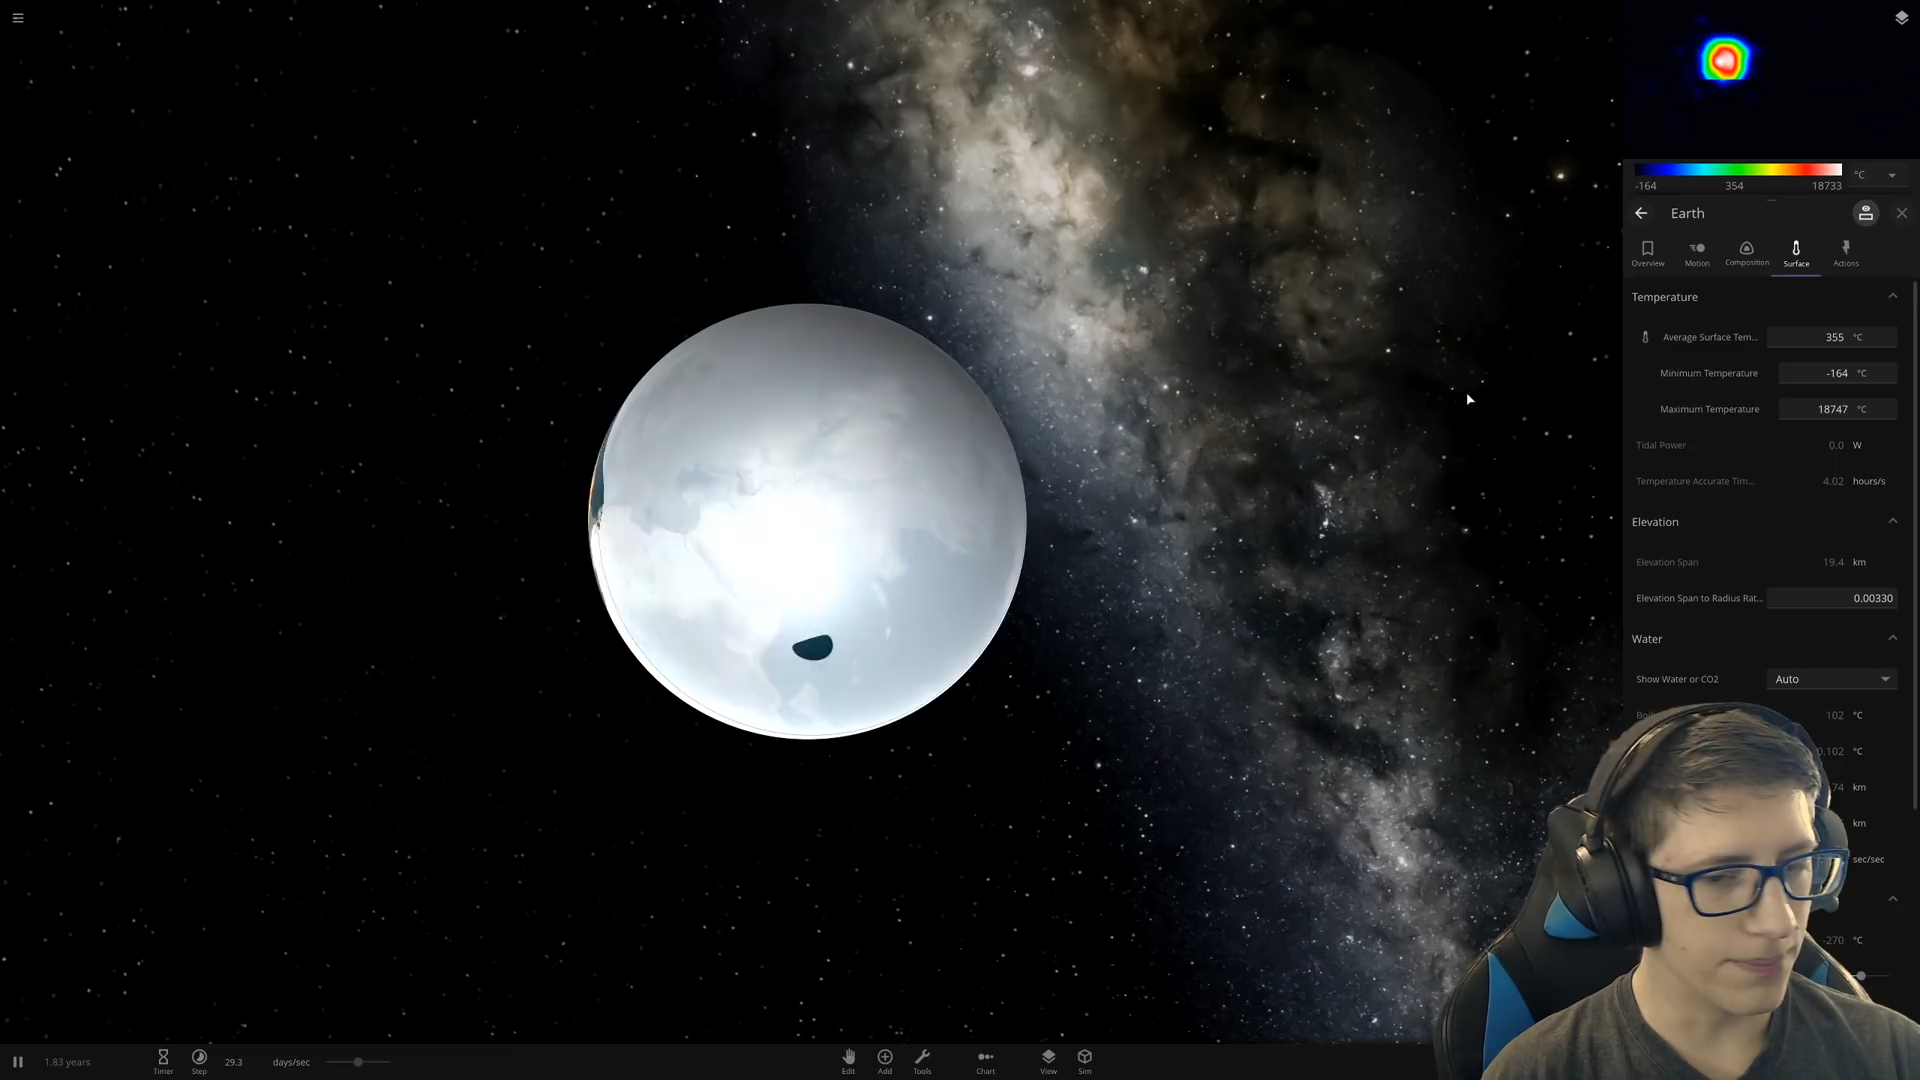 -164 354 18733 °C
Earth
Overview Motion Composition Surface Actions
Temperature
Average Surface Tem... 355 °C
Minimum Temperature -164 °C
Maximum Temperature 18747 °C
Tidal Power 0.0 W
Temperature Accurate Tim... 4.02 hours/s
Elevation
Elevation Span 19.4 km
Elevation Span to Radius Rat... 0.00330
Water
Show Water or CO2 Auto
102 °C
0.102 °C
74 km
km
sec/sec
-270 °C
1.83 years Timer Step 29.3 days/sec Edit Add Tools Chart View Sim